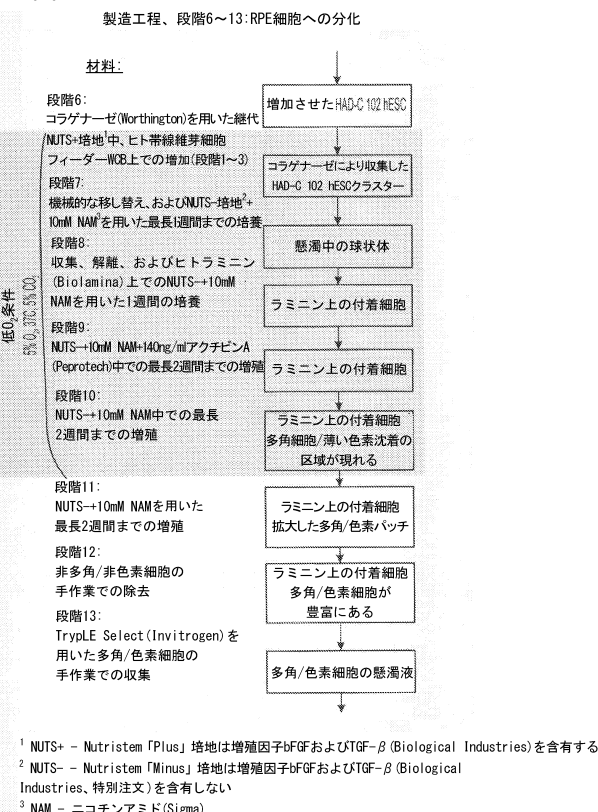 製造工程、段階6～13:RPE細胞への分化
材料:
段階6:
コラゲナーゼ(Worthington)を用いた継代
増加させたHAD-C 102 hESC
NUTS+培地¹中、ヒト帯線維芽細胞
フィーダーWCB上での増加(段階1～3)
コラゲナーゼにより収集した
HAD-C 102 hESCクラスター
段階7:
機械的な移し替え、およびNUTS-培地²+
10mM NAM³を用いた最長1週間までの培養
懸濁中の球状体
段階8:
収集、解離、およびヒトラミニン
(Biolamina)上でのNUTS-+10mM
NAMを用いた1週間の培養
ラミニン上の付着細胞
段階9:
NUTS-+10mM NAM+140ng/mlアクチビンA
(Peprotech)中での最長2週間までの増殖
ラミニン上の付着細胞
段階10:
NUTS-+10mM NAM中での最長
2週間までの増殖
ラミニン上の付着細胞
多角細胞/薄い色素沈着の
区域が現れる
低O₂条件
5% O₂, 37C, 5% CO₂
段階11:
NUTS-+10mM NAMを用いた
最長2週間までの増殖
ラミニン上の付着細胞
拡大した多角/色素パッチ
段階12:
非多角/非色素細胞の
手作業での除去
ラミニン上の付着細胞
多角/色素細胞が
豊富にある
段階13:
TrypLE Select(Invitrogen)を
用いた多角/色素細胞の
手作業での収集
多角/色素細胞の懸濁液
¹ NUTS+ - Nutristem「Plus」培地は増殖因子bFGFおよびTGF-β(Biological Industries)を含有する
² NUTS- - Nutristem「Minus」培地は増殖因子bFGFおよびTGF-β(Biological
Industries、特別注文)を含有しない
³ NAM - ニコチンアミド(Sigma)